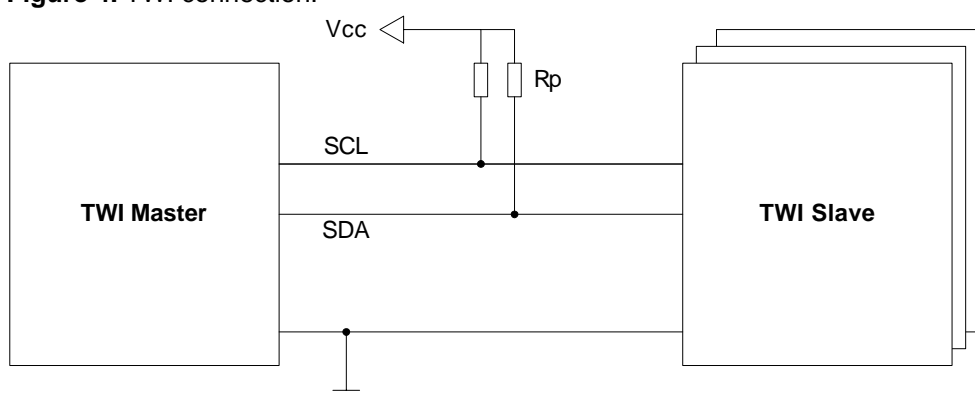 Figure 4. TWI connection.
Vcc
Rp
SCL
TWI Master
TWI Slave
SDA